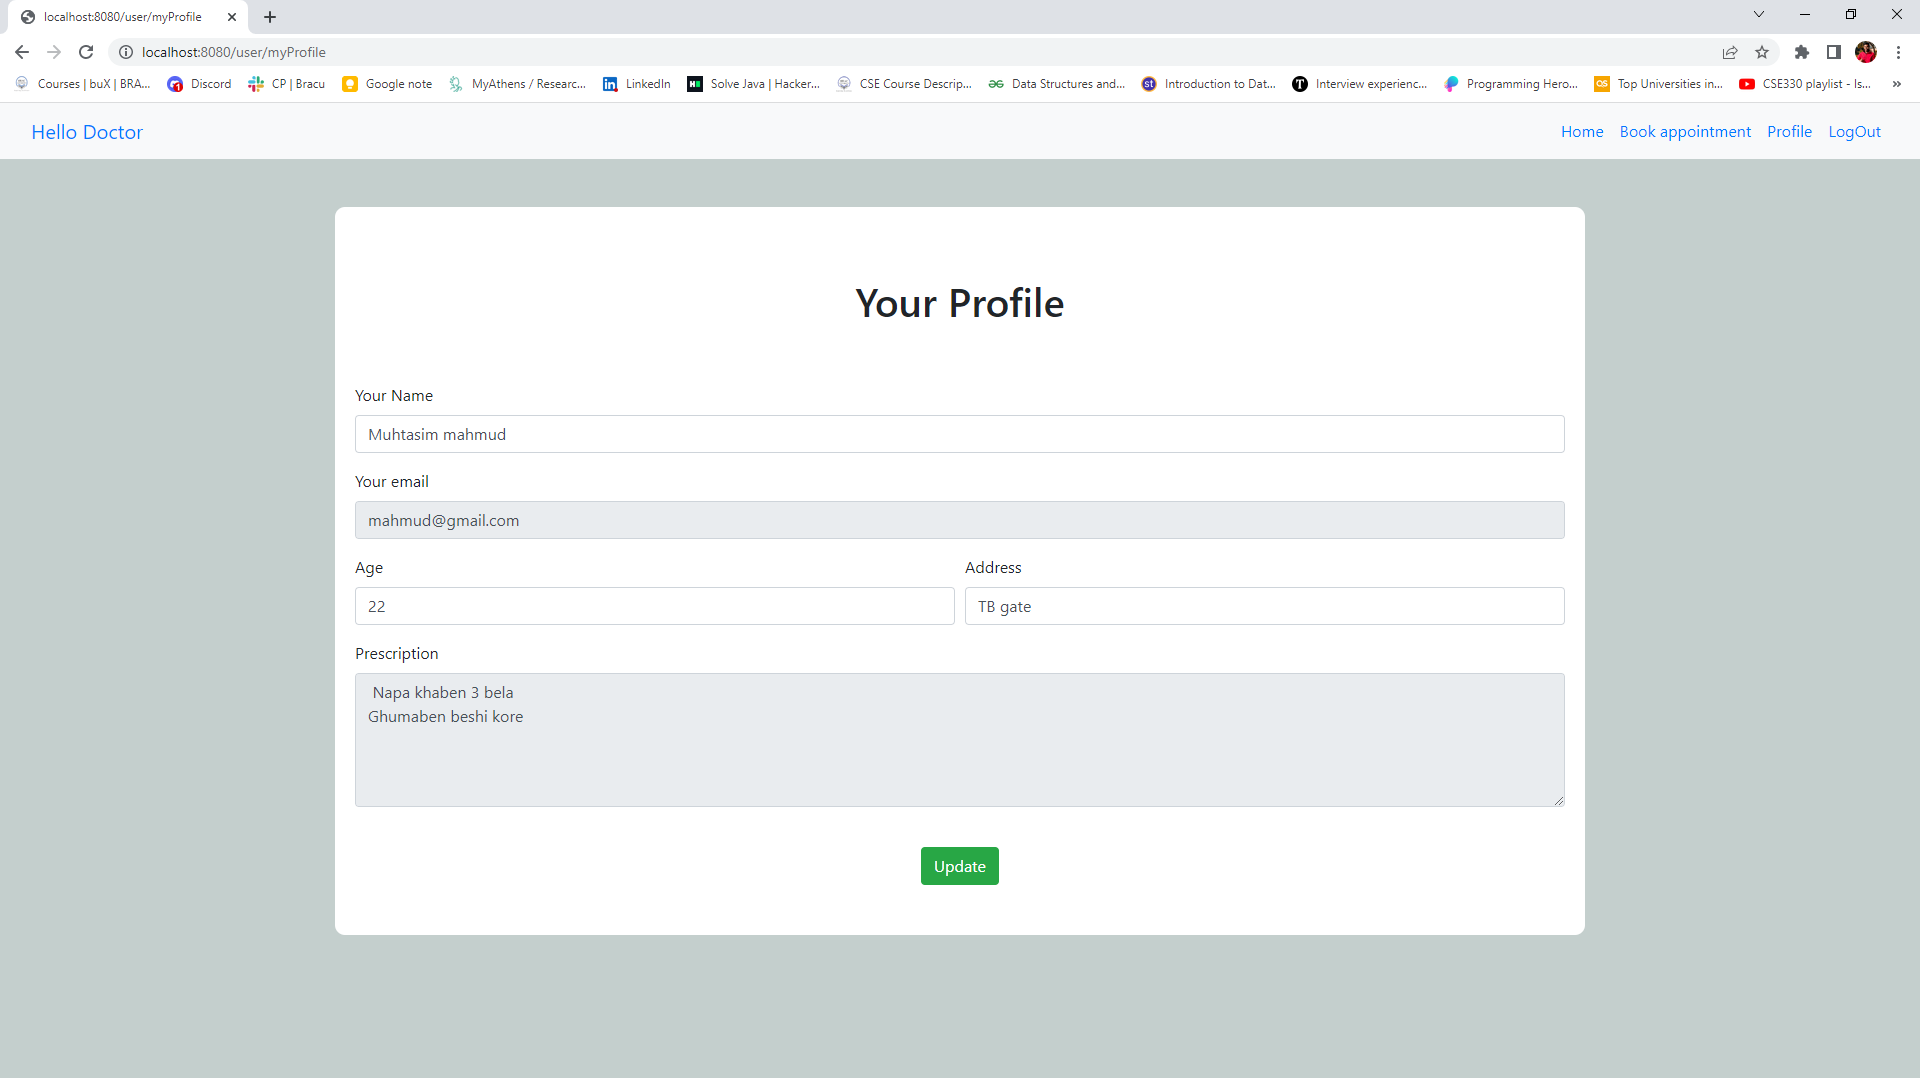 localhost:8080/user/myProfile
localhost:8080/user/myProfile
Courses | buX | BRA... Discord CP | Bracu Google note MyAthens / Researc... LinkedIn Solve Java | Hacker... CSE Course Descrip... Data Structures and... Introduction to Dat... Interview experienc... Programming Hero... Top Universities in... CSE330 playlist - Is... »
Hello Doctor Home Book appointment Profile LogOut
Your Profile
Your Name
Muhtasim mahmud
Your email
mahmud@gmail.com
Age Address
22 TB gate
Prescription
Napa khaben 3 bela
Ghumaben beshi kore
Update